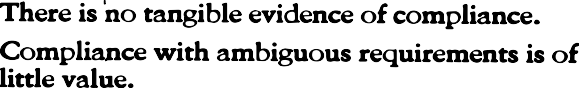 There is no tangible evidence of compliance.
Compliance with ambiguous requirements is of
little value.